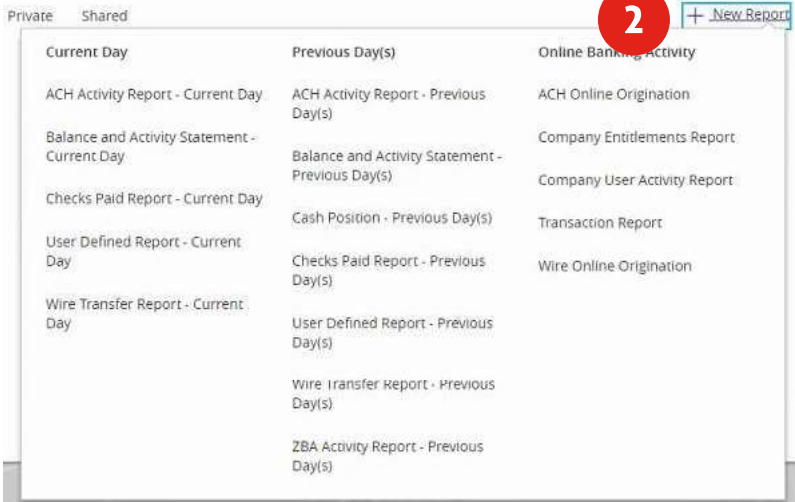 Private Shared
2
+ New Report
Current Day
ACH Activity Report - Current Day
Balance and Activity Statement -
Current Day
Checks Paid Report - Current Day
User Defined Report - Current
Day
Wire Transfer Report - Current
Day
Previous Day(s)
ACH Activity Report - Previous
Day(s)
Balance and Activity Statement -
Previous Day(s)
Cash Position - Previous Day(s)
Checks Paid Report - Previous
Day(s)
User Defined Report - Previous
Day(s)
Wire Transfer Report - Previous
Day(s)
ZBA Activity Report - Previous
Day(s)
Online Banking Activity
ACH Online Origination
Company Entitlements Report
Company User Activity Report
Transaction Report
Wire Online Origination